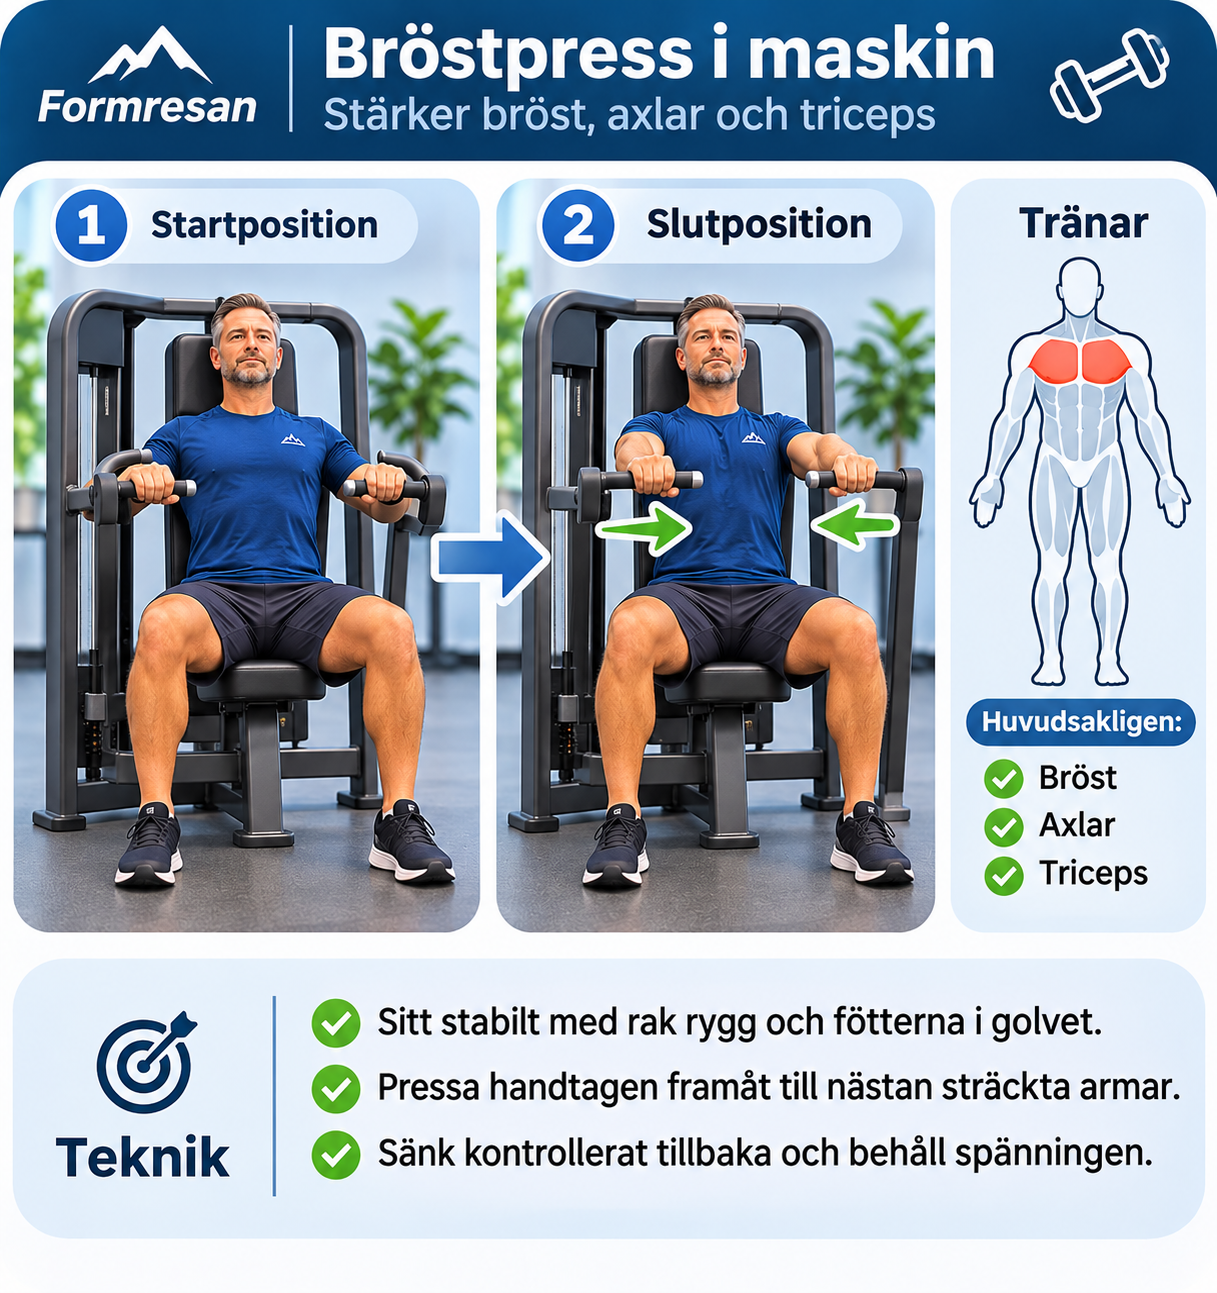 Formresan
Bröstpress i maskin
Stärker bröst, axlar och triceps
1 Startposition
2 Slutposition
Tränar
Huvudsakligen:
Bröst
Axlar
Triceps
Teknik
Sitt stabilt med rak rygg och fötterna i golvet.
Pressa handtagen framåt till nästan sträckta armar.
Sänk kontrollerat tillbaka och behåll spänningen.